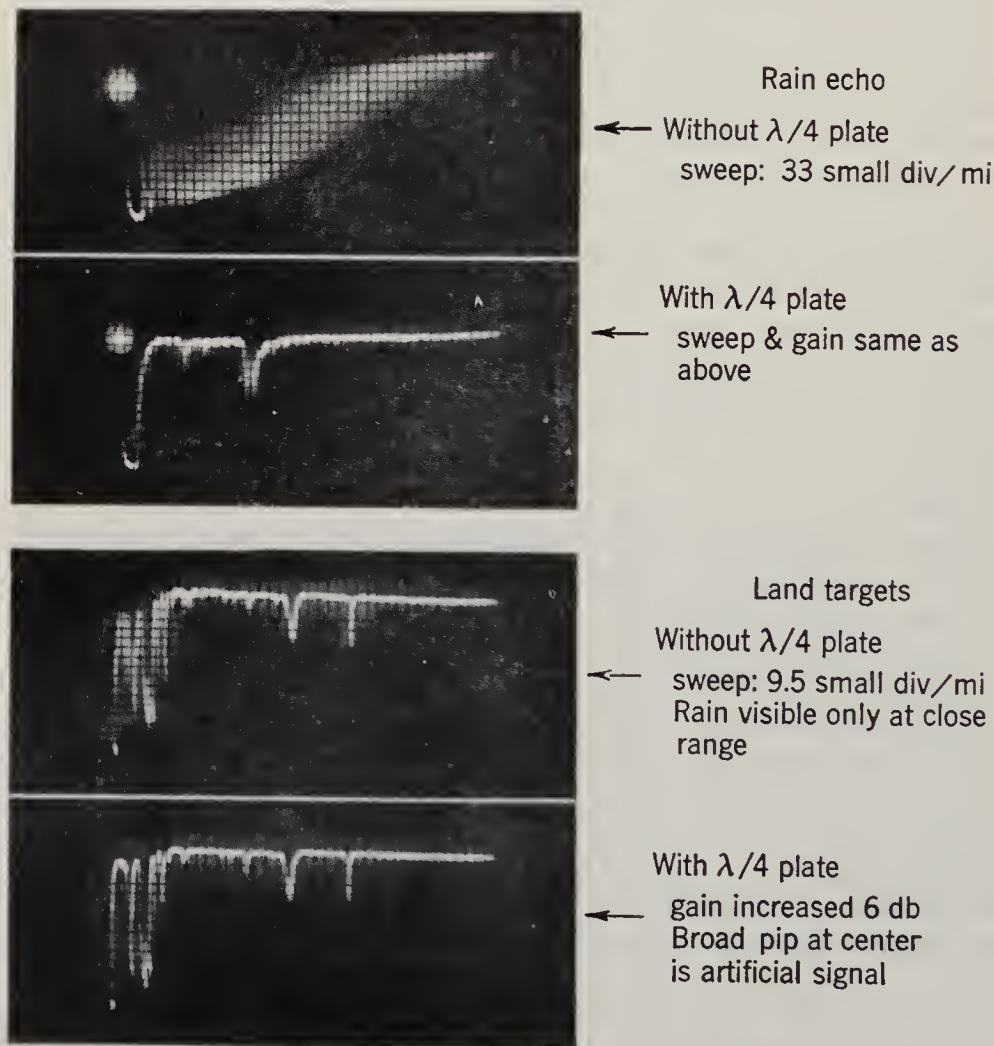 Rain echo
Without λ/4 plate
sweep: 33 small div/mi
With λ/4 plate
sweep & gain same as
above
Land targets
Without λ/4 plate
sweep: 9.5 small div/mi
Rain visible only at close
range
With λ/4 plate
gain increased 6 db
Broad pip at center
is artificial signal